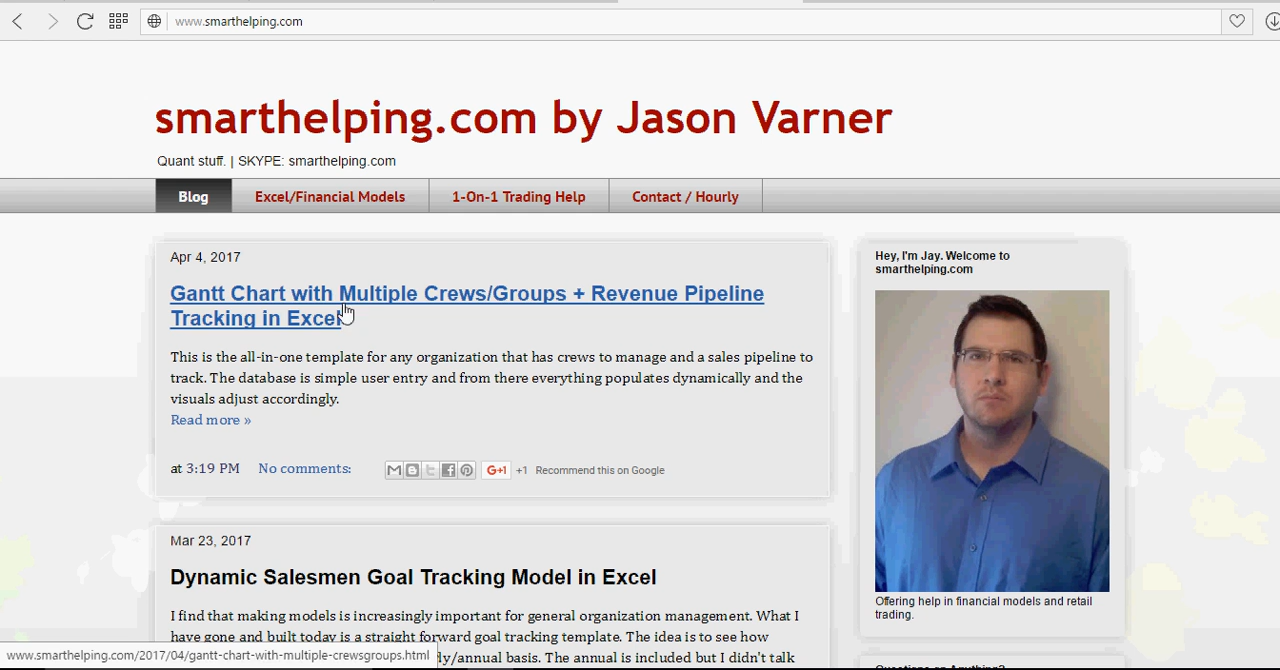 www.smarthelping.com
smarthelping.com by Jason Varner
Quant stuff. | SKYPE: smarthelping.com
Blog
Excel/Financial Models
1-On-1 Trading Help
Contact / Hourly
Apr 4, 2017
Gantt Chart with Multiple Crews/Groups + Revenue Pipeline
Tracking in Excel
This is the all-in-one template for any organization that has crews to manage and a sales pipeline to
track. The database is simple user entry and from there everything populates dynamically and the
visuals adjust accordingly.
Read more »
at 3:19 PM No comments:
G+1 +1 Recommend this on Google
Mar 23, 2017
Dynamic Salesmen Goal Tracking Model in Excel
I find that making models is increasingly important for general organization management. What I
have gone and built today is a straight forward goal tracking template. The idea is to see how
ly/annual basis. The annual is included but I didn't talk
Hey, I'm Jay. Welcome to
smarthelping.com
Offering help in financial models and retail
trading.
www.smarthelping.com/2017/04/gantt-chart-with-multiple-crewsgroups.html